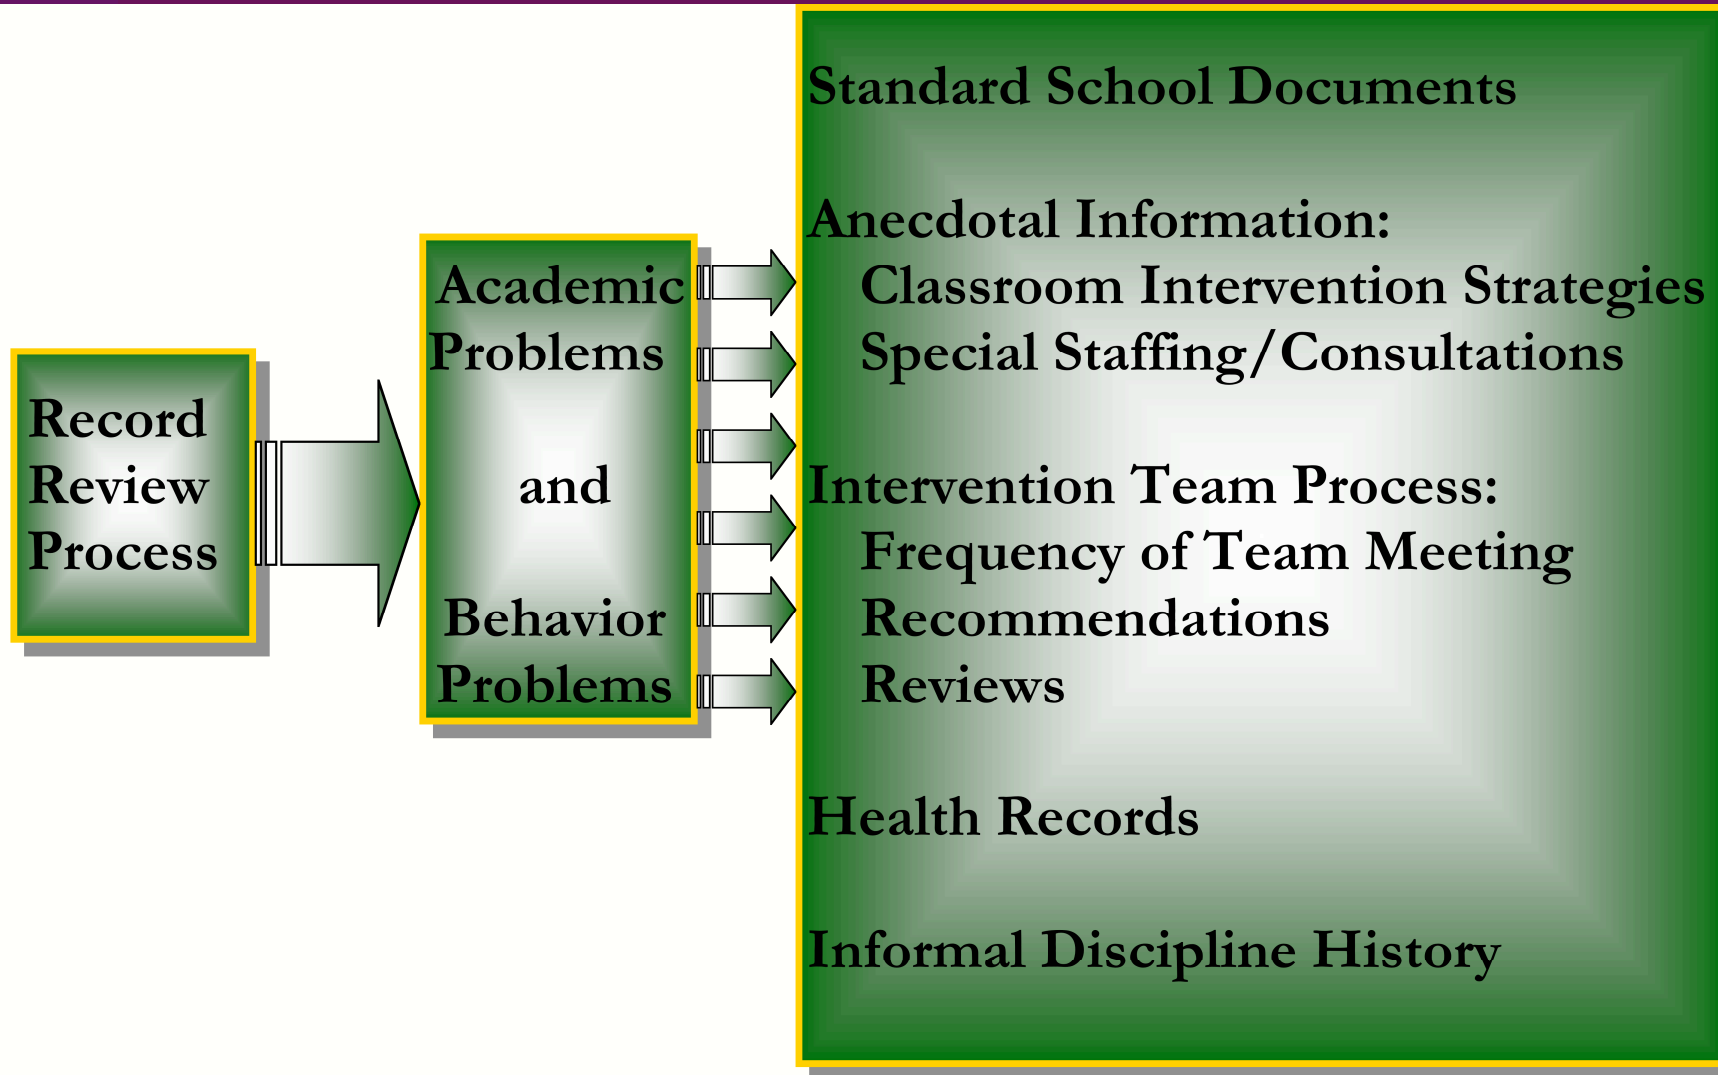 Record
Review
Process
Academic
Problems
and
Behavior
Problems
Standard School Documents
Anecdotal Information:
Classroom Intervention Strategies
Special Staffing/Consultations
Intervention Team Process:
Frequency of Team Meeting
Recommendations
Reviews
Health Records
Informal Discipline History